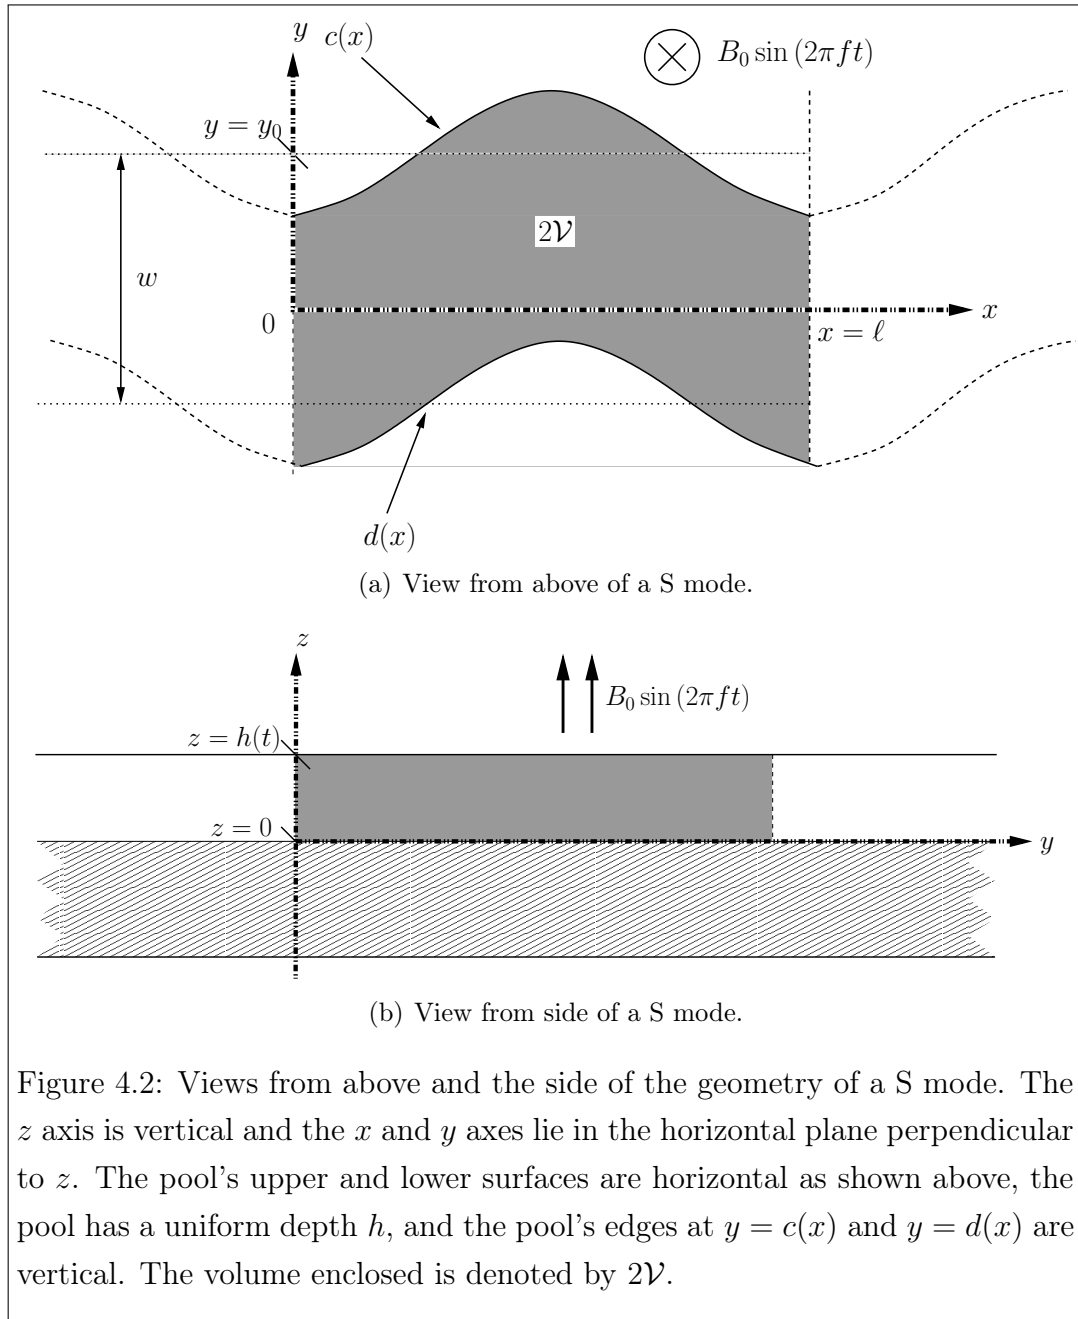 y
c(x)
B₀ sin (2πft)
y = y₀
2𝒱
w
0
x
x = ℓ
d(x)
(a) View from above of a S mode.
z
B₀ sin (2πft)
z = h(t)
z = 0
y
(b) View from side of a S mode.
Figure 4.2: Views from above and the side of the geometry of a S mode. The
z axis is vertical and the x and y axes lie in the horizontal plane perpendicular
to z. The pool's upper and lower surfaces are horizontal as shown above, the
pool has a uniform depth h, and the pool's edges at y = c(x) and y = d(x) are
vertical. The volume enclosed is denoted by 2𝒱.